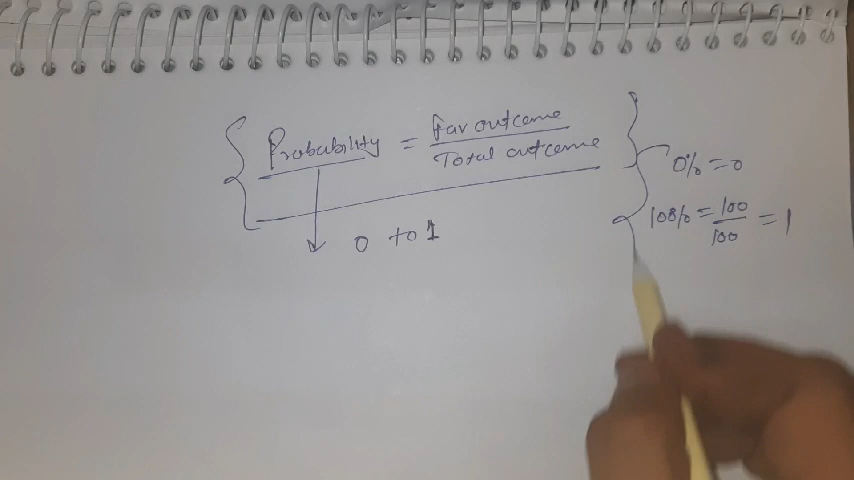 Probability = Fav outcome / Total outcome
0% = 0
100% = 100/100 = 1
0 to 1